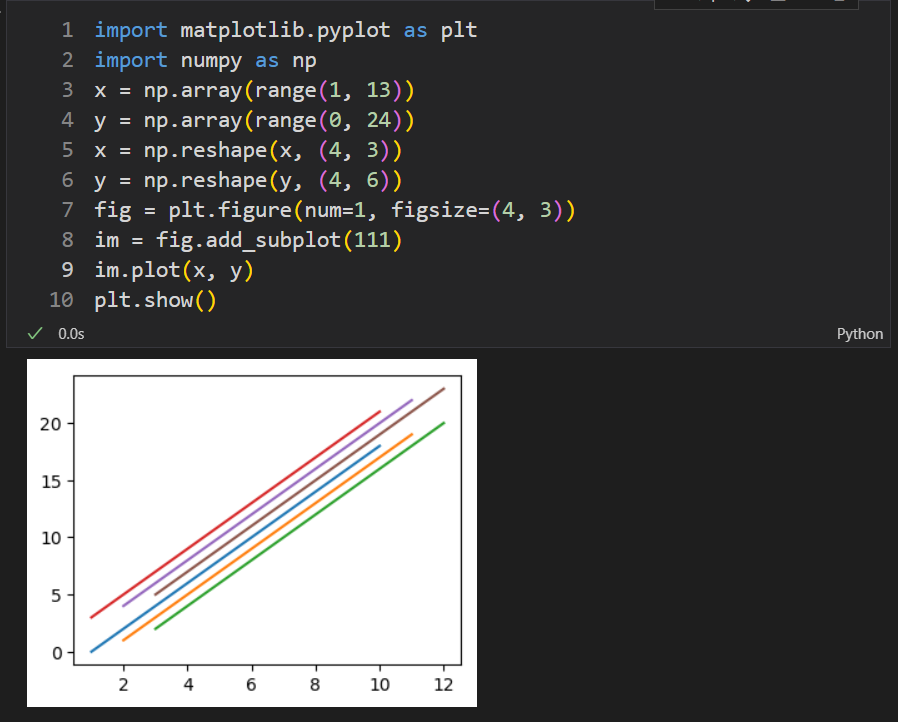 1 import matplotlib.pyplot as plt
2 import numpy as np
3 x = np.array(range(1, 13))
4 y = np.array(range(0, 24))
5 x = np.reshape(x, (4, 3))
6 y = np.reshape(y, (4, 6))
7 fig = plt.figure(num=1, figsize=(4, 3))
8 im = fig.add_subplot(111)
9 im.plot(x, y)
10 plt.show()
0.0s Python
20
15
10
5
0
2 4 6 8 10 12